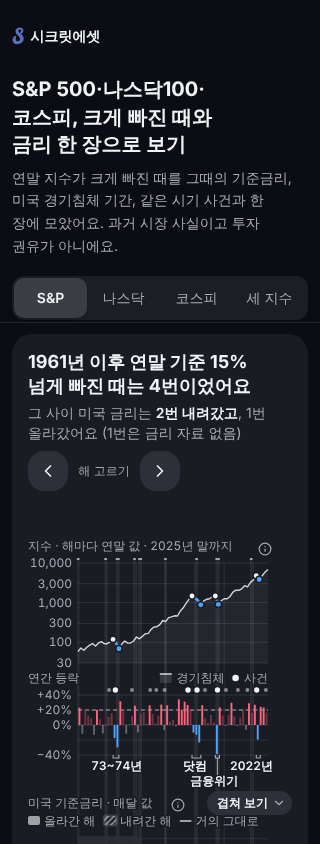 시크릿에셋
S&P 500·나스닥100·
코스피, 크게 빠진 때와
금리 한 장으로 보기
연말 지수가 크게 빠진 때를 그때의 기준금리,
미국 경기침체 기간, 같은 시기 사건과 한
장에 모았어요. 과거 시장 사실이고 투자
권유가 아니에요.
S&P 나스닥 코스피 세 지수
1961년 이후 연말 기준 15%
넘게 빠진 때는 4번이었어요
그 사이 미국 금리는 2번 내려갔고, 1번
올라갔어요 (1번은 금리 자료 없음)
해 고르기
지수 · 해마다 연말 값 · 2025년 말까지
10,000
3,000
1,000
300
100
30
연간 등락 경기침체 사건
+40%
+20%
0%
−40%
73~74년 닷컴 2022년
금융위기
미국 기준금리 · 매달 값 겹쳐 보기
올라간 해 내려간 해 거의 그대로